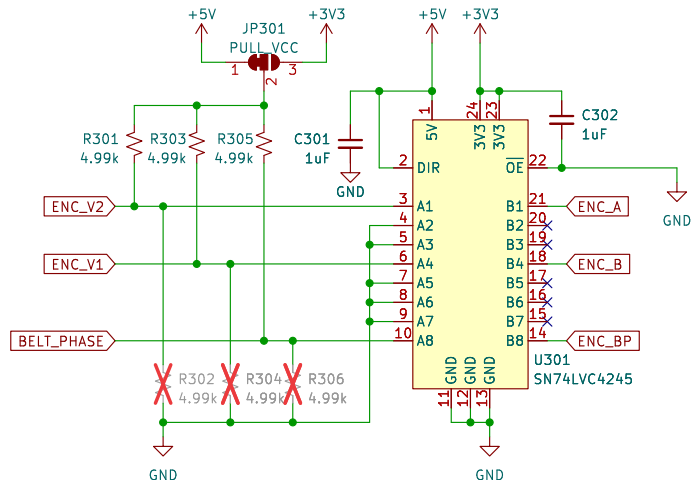 +5V
JP301
+3V3
PULL_VCC
1
2
3
+5V
+3V3
R301
4.99k
R303
4.99k
R305
4.99k
C301
1uF
GND
C302
1uF
GND
1
24
23
5V
3V3
3V3
2 DIR
OE 22
ENC_V2
3 A1
B1 21
ENC_A
4 A2
B2 20
5 A3
B3 19
ENC_V1
6 A4
B4 18
ENC_B
7 A5
B5 17
8 A6
B6 16
9 A7
B7 15
BELT_PHASE
10 A8
B8 14
ENC_BP
GND
GND
GND
11
12
13
U301
SN74LVC4245
R302
4.99k
R304
4.99k
R306
4.99k
GND
GND